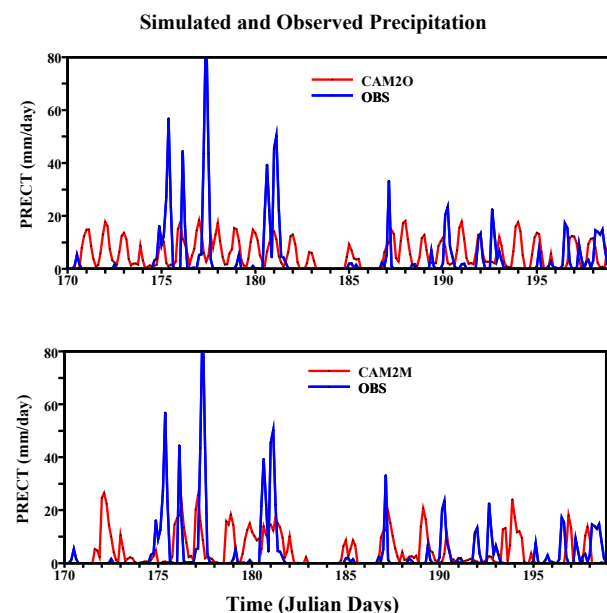 Simulated and Observed Precipitation
80
60
40
20
0
PRECT (mm/day)
CAM2O
OBS
170 175 180 185 190 195
80
60
40
20
0
PRECT (mm/day)
CAM2M
OBS
170 175 180 185 190 195
Time (Julian Days)